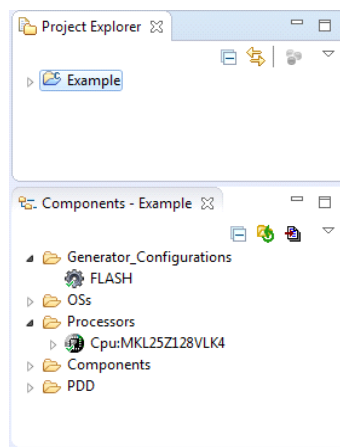 Project Explorer
Example
Components - Example
Generator_Configurations
FLASH
OSs
Processors
Cpu:MKL25Z128VLK4
Components
PDD